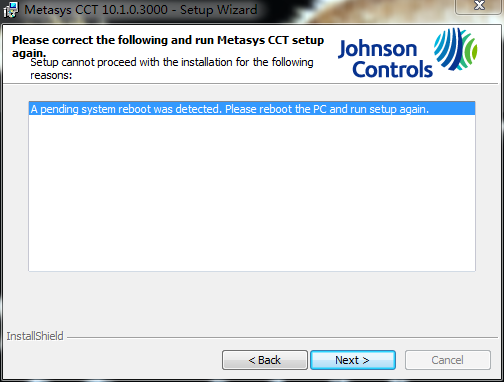 Metasys CCT 10.1.0.3000 - Setup Wizard
Please correct the following and run Metasys CCT setup
again.
Setup cannot proceed with the installation for the following
reasons:
Johnson
Controls
A pending system reboot was detected. Please reboot the PC and run setup again.
InstallShield
< Back
Next >
Cancel